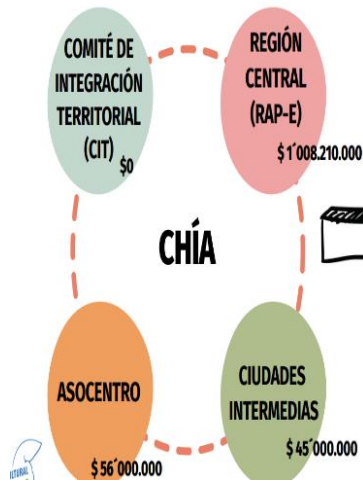 COMITÉ DE
INTEGRACIÓN
TERRITORIAL
(CIT)
$0
REGIÓN
CENTRAL
(RAP-E)
$ 1´008.210.000
CHÍA
ASOCENTRO
$ 56´000.000
CIUDADES
INTERMEDIAS
$ 45´000.000